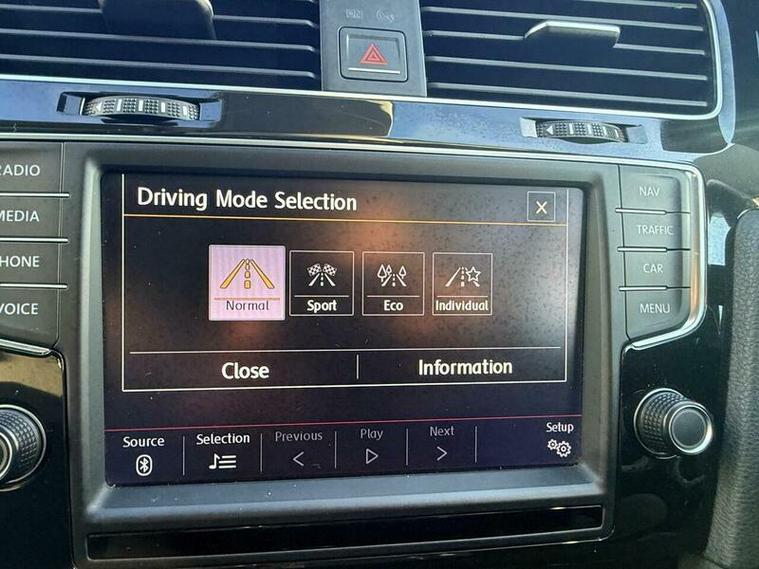 RADIO
MEDIA
PHONE
VOICE
Driving Mode Selection
X
Normal
Sport
Eco
Individual
Close
Information
Source
Selection
Previous
Play
Next
Setup
NAV
TRAFFIC
CAR
MENU